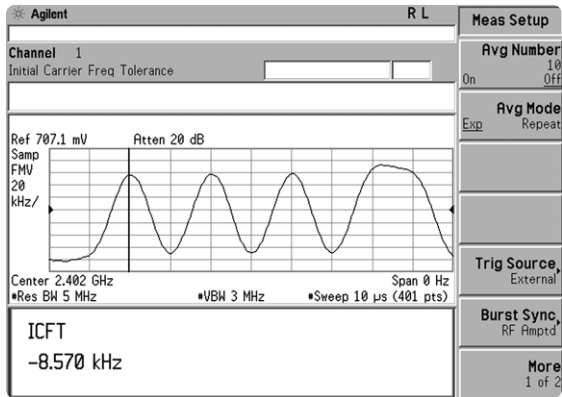 Agilent
R L
Meas Setup
Channel 1
Initial Carrier Freq Tolerance
Avg Number
10
On Off
Avg Mode
Exp Repeat
Ref 707.1 mV Atten 20 dB
Samp
FMV
20
kHz/
Center 2.402 GHz Span 0 Hz
*Res BW 5 MHz *VBW 3 MHz *Sweep 10 µs (401 pts)
Trig Source
External
Burst Sync
RF Amptd
ICFT
-8.570 kHz
More
1 of 2